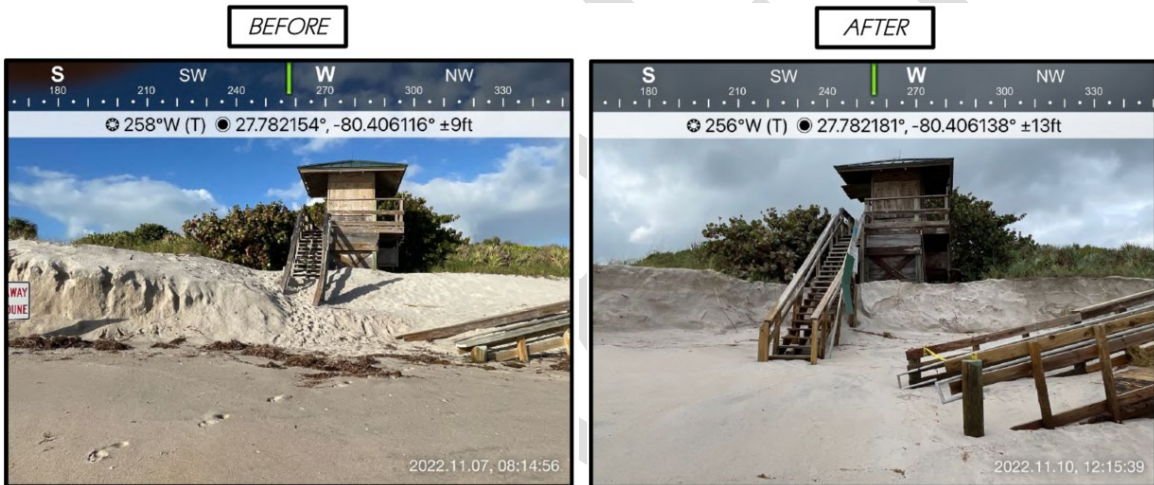 BEFORE
S SW W NW
180 210 240 270 300 330
258°W (T) 27.782154°, -80.406116° ±9ft
WAY
DUNE
2022.11.07, 08:14:56
AFTER
S SW W NW
180 210 240 270 300 330
256°W (T) 27.782181°, -80.406138° ±13ft
2022.11.10, 12:15:39